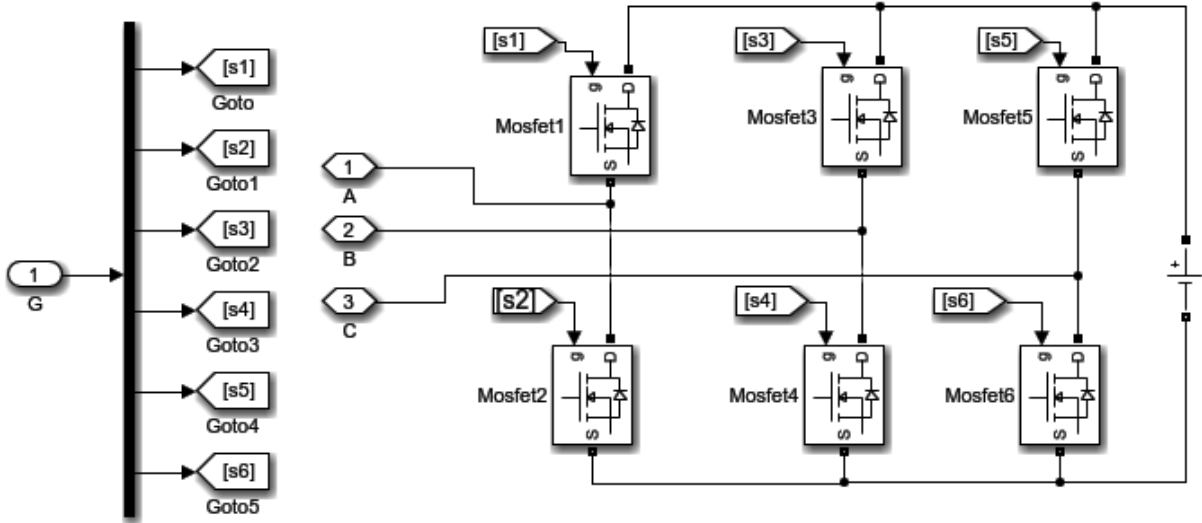 [s1]
Goto
[s2]
Goto1
[s3]
Goto2
1
G
[s4]
Goto3
[s5]
Goto4
[s6]
Goto5
1
A
2
B
3
C
[s1]
g
D
Mosfet1
S
[s3]
g
D
Mosfet3
S
[s5]
g
D
Mosfet5
S
[s2]
g
D
Mosfet2
S
[s4]
g
D
Mosfet4
S
[s6]
g
D
Mosfet6
S
+